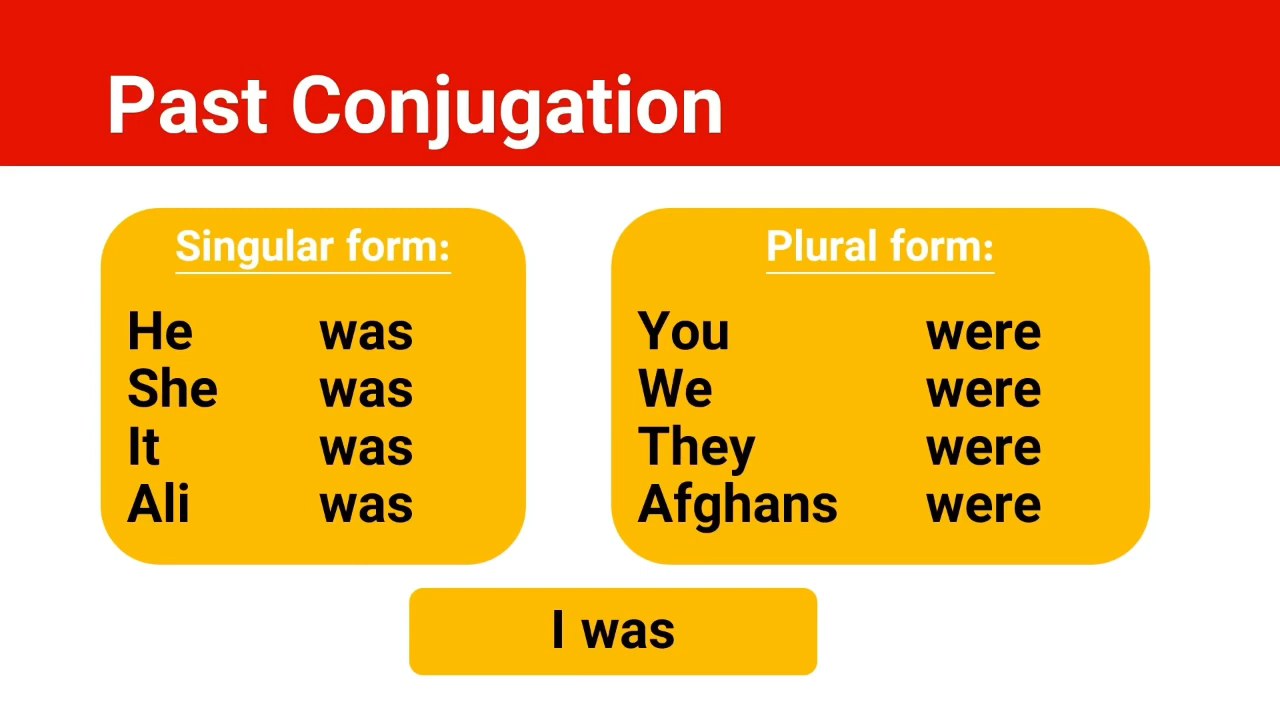 Past Conjugation
Singular form:
He was
She was
It was
Ali was
Plural form:
You were
We were
They were
Afghans were
I was